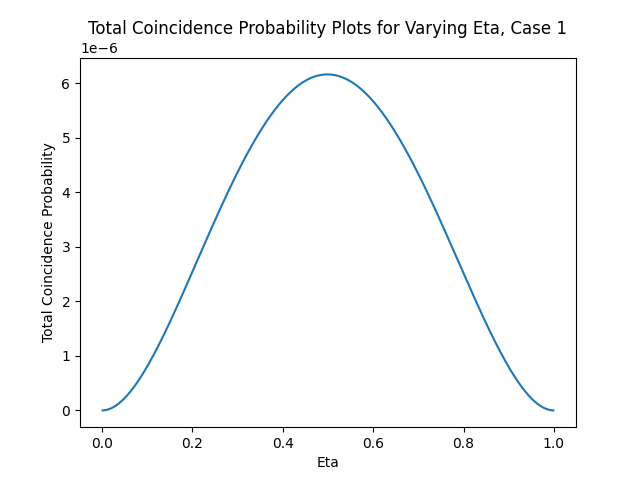 Total Coincidence Probability Plots for Varying Eta, Case 1
1e−6
6
5
4
3
2
1
0
Total Coincidence Probability
0.0 0.2 0.4 0.6 0.8 1.0
Eta